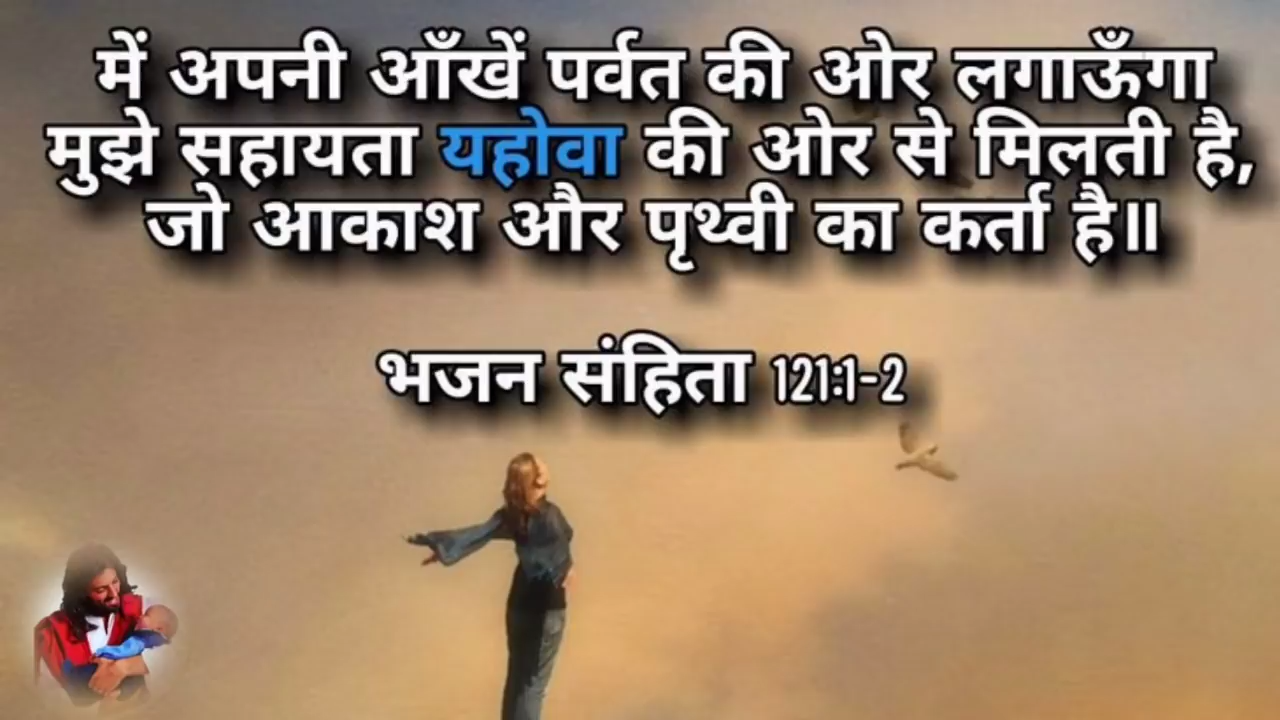 में अपनी आँखें पर्वत की ओर लगाऊँगा
मुझे सहायता यहोवा की ओर से मिलती है,
जो आकाश और पृथ्वी का कर्ता है॥
भजन संहिता 121:1-2